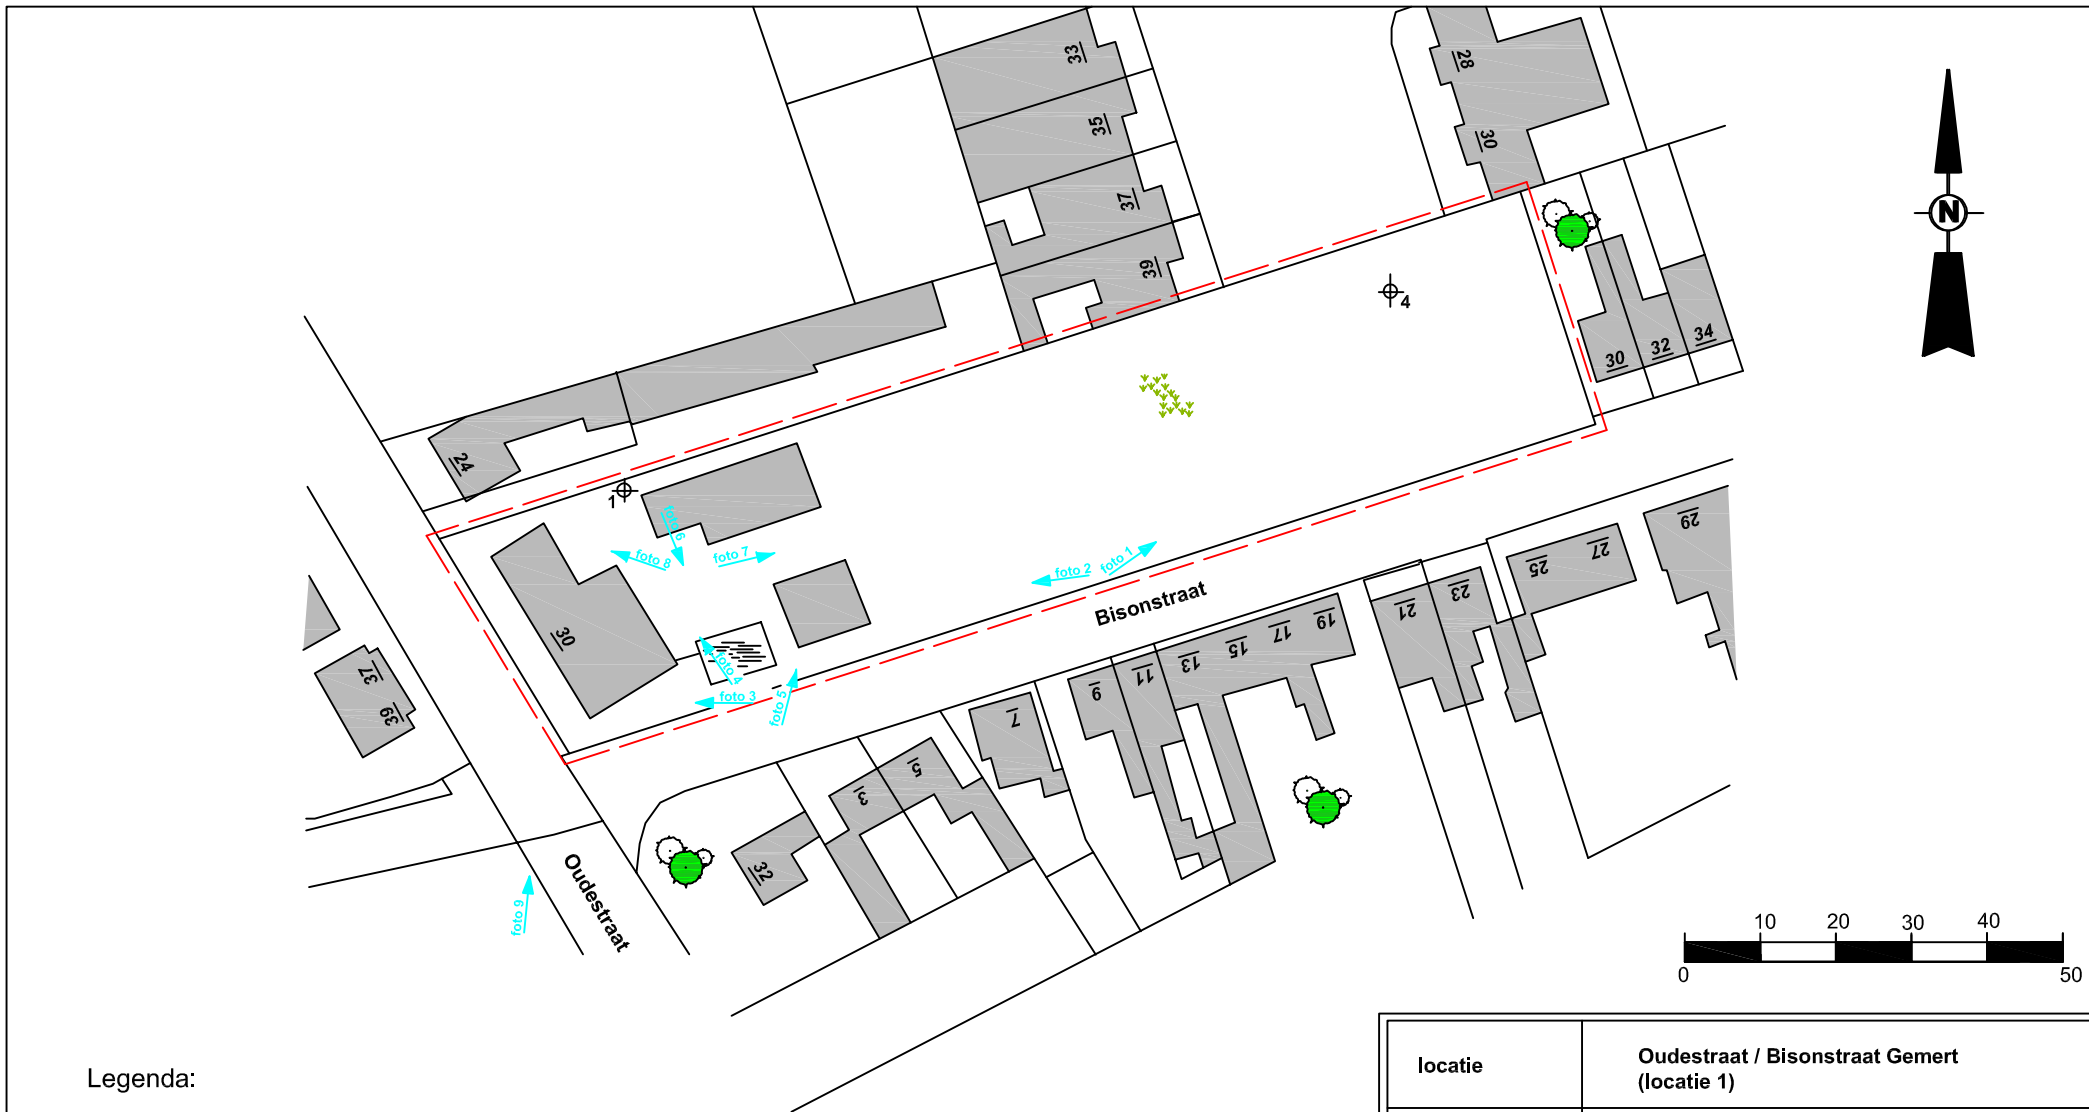 33
35
37
39
28
30
N
4
30
32
34
24
1
foto 6
foto 8
foto 7
foto 2
foto 1
Bisonstraat
30
foto 4
foto 3
foto 5
37
39
29
27
25
23
21
19
17
15
13
11
9
7
5
3
32
Oudestraat
foto 9
10 20 30 40
0 50
Legenda:
locatie
Oudestraat / Bisonstraat Gemert
(locatie 1)